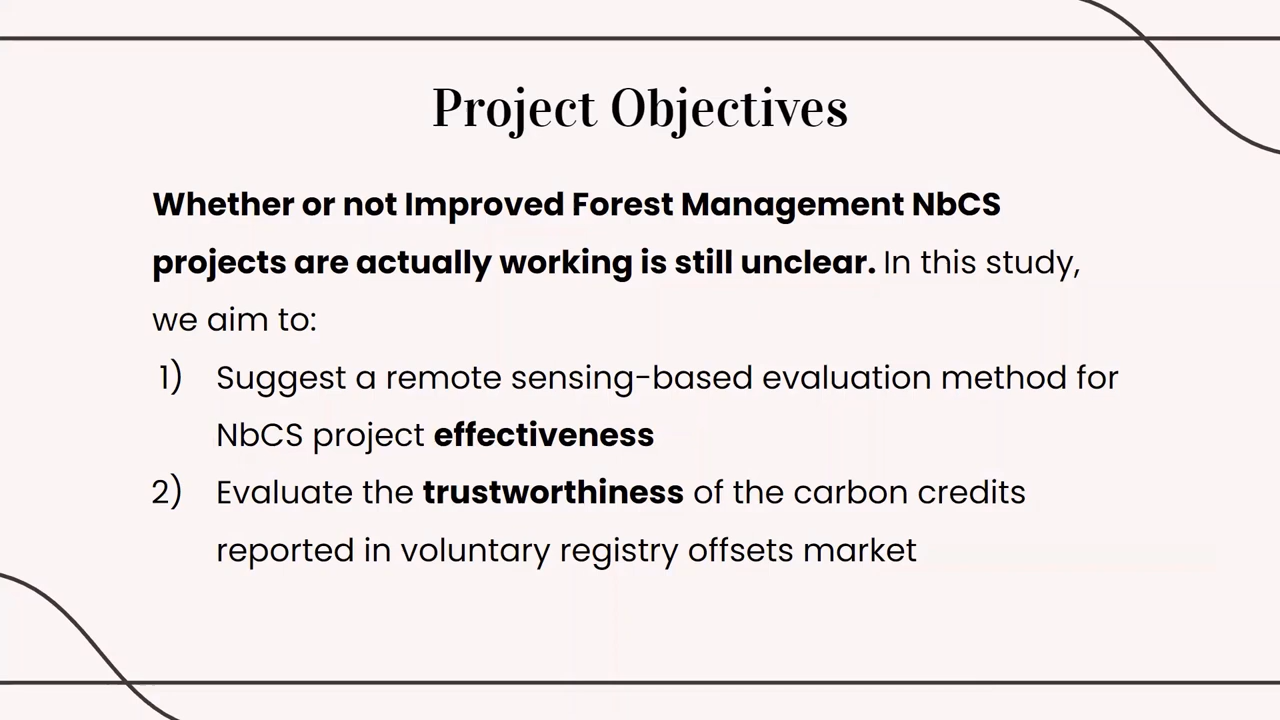 Project Objectives
Whether or not Improved Forest Management NbCS
projects are actually working is still unclear. In this study,
we aim to:
1) Suggest a remote sensing-based evaluation method for
NbCS project effectiveness
2) Evaluate the trustworthiness of the carbon credits
reported in voluntary registry offsets market